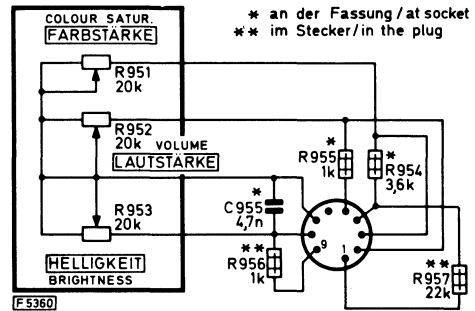 COLOUR SATUR.
FARBSTÄRKE
* an der Fassung/at socket
** im Stecker/in the plug
R951
20k
R952
20k
VOLUME
LAUTSTÄRKE
R953
20k
HELLIGKEIT
BRIGHTNESS
F5360
*
C955
4,7n
**
R956
1k
*
R955
1k
*
R954
3,6k
9
1
**
R957
22k